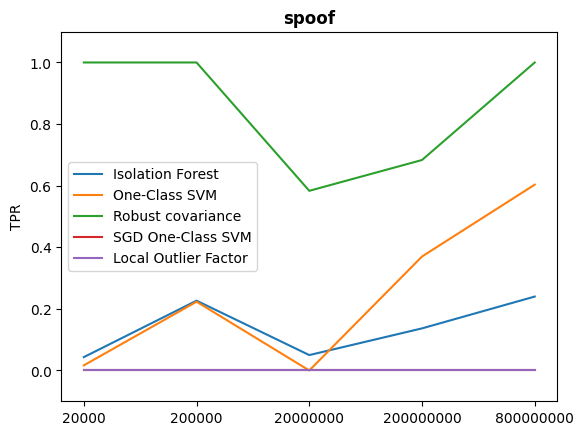 spoof
1.0
0.8
0.6
0.4
0.2
0.0
TPR
Isolation Forest
One-Class SVM
Robust covariance
SGD One-Class SVM
Local Outlier Factor
20000
200000
20000000
200000000
800000000